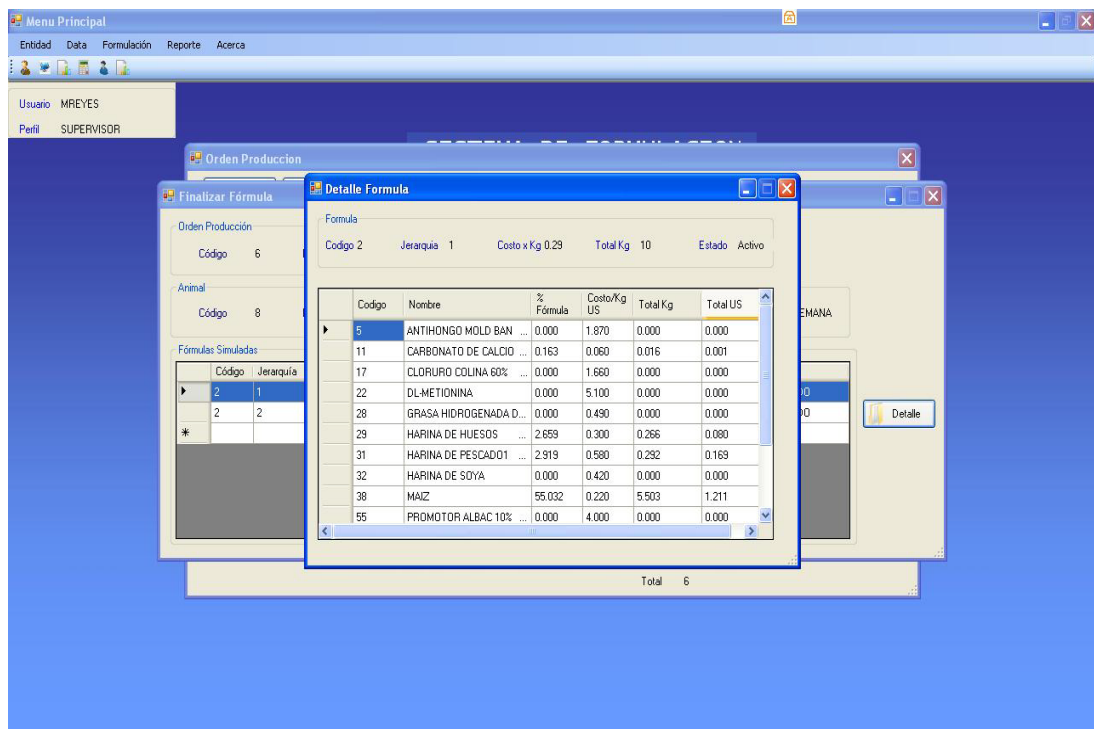 Menu Principal
Entidad Data Formulación Reporte Acerca
Usuario MREYES
Perfil SUPERVISOR
Orden Produccion
Finalizar Fórmula
Orden Producción
Código 6
Animal
Código 8
EMANA
Fórmulas Simuladas
Código Jerarquía
2 1
2 2
Detalle
Detalle Formula
Formula
Codigo 2 Jerarquia 1 Costo x Kg 0.29 Total Kg 10 Estado Activo
Codigo Nombre % Fórmula Costo/Kg US Total Kg Total US
5 ANTIHONGO MOLD BAN ... 0.000 1.870 0.000 0.000
11 CARBONATO DE CALCIO ... 0.163 0.060 0.016 0.001
17 CLORURO COLINA 60% ... 0.000 1.660 0.000 0.000
22 DL-METIONINA 0.000 5.100 0.000 0.000
28 GRASA HIDROGENADA D... 0.000 0.490 0.000 0.000
29 HARINA DE HUESOS ... 2.659 0.300 0.266 0.080
31 HARINA DE PESCADO1 ... 2.919 0.580 0.292 0.169
32 HARINA DE SOYA 0.000 0.420 0.000 0.000
38 MAIZ 55.032 0.220 5.503 1.211
55 PROMOTOR ALBAC 10% ... 0.000 4.000 0.000 0.000
Total 6